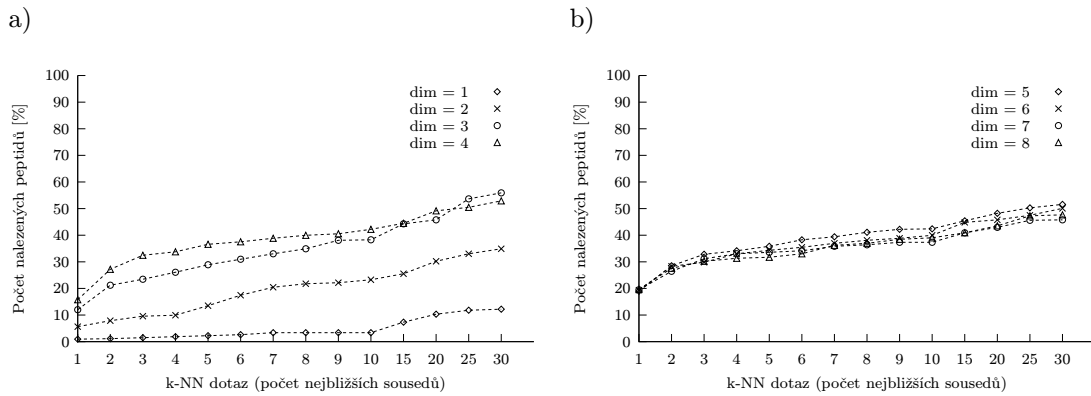 a)
Počet nalezených peptidů [%]
100
90
80
70
60
50
40
30
20
10
0
dim = 1
dim = 2
dim = 3
dim = 4
1 2 3 4 5 6 7 8 9 10 15 20 25 30
k-NN dotaz (počet nejbližších sousedů)
b)
Počet nalezených peptidů [%]
100
90
80
70
60
50
40
30
20
10
0
dim = 5
dim = 6
dim = 7
dim = 8
1 2 3 4 5 6 7 8 9 10 15 20 25 30
k-NN dotaz (počet nejbližších sousedů)